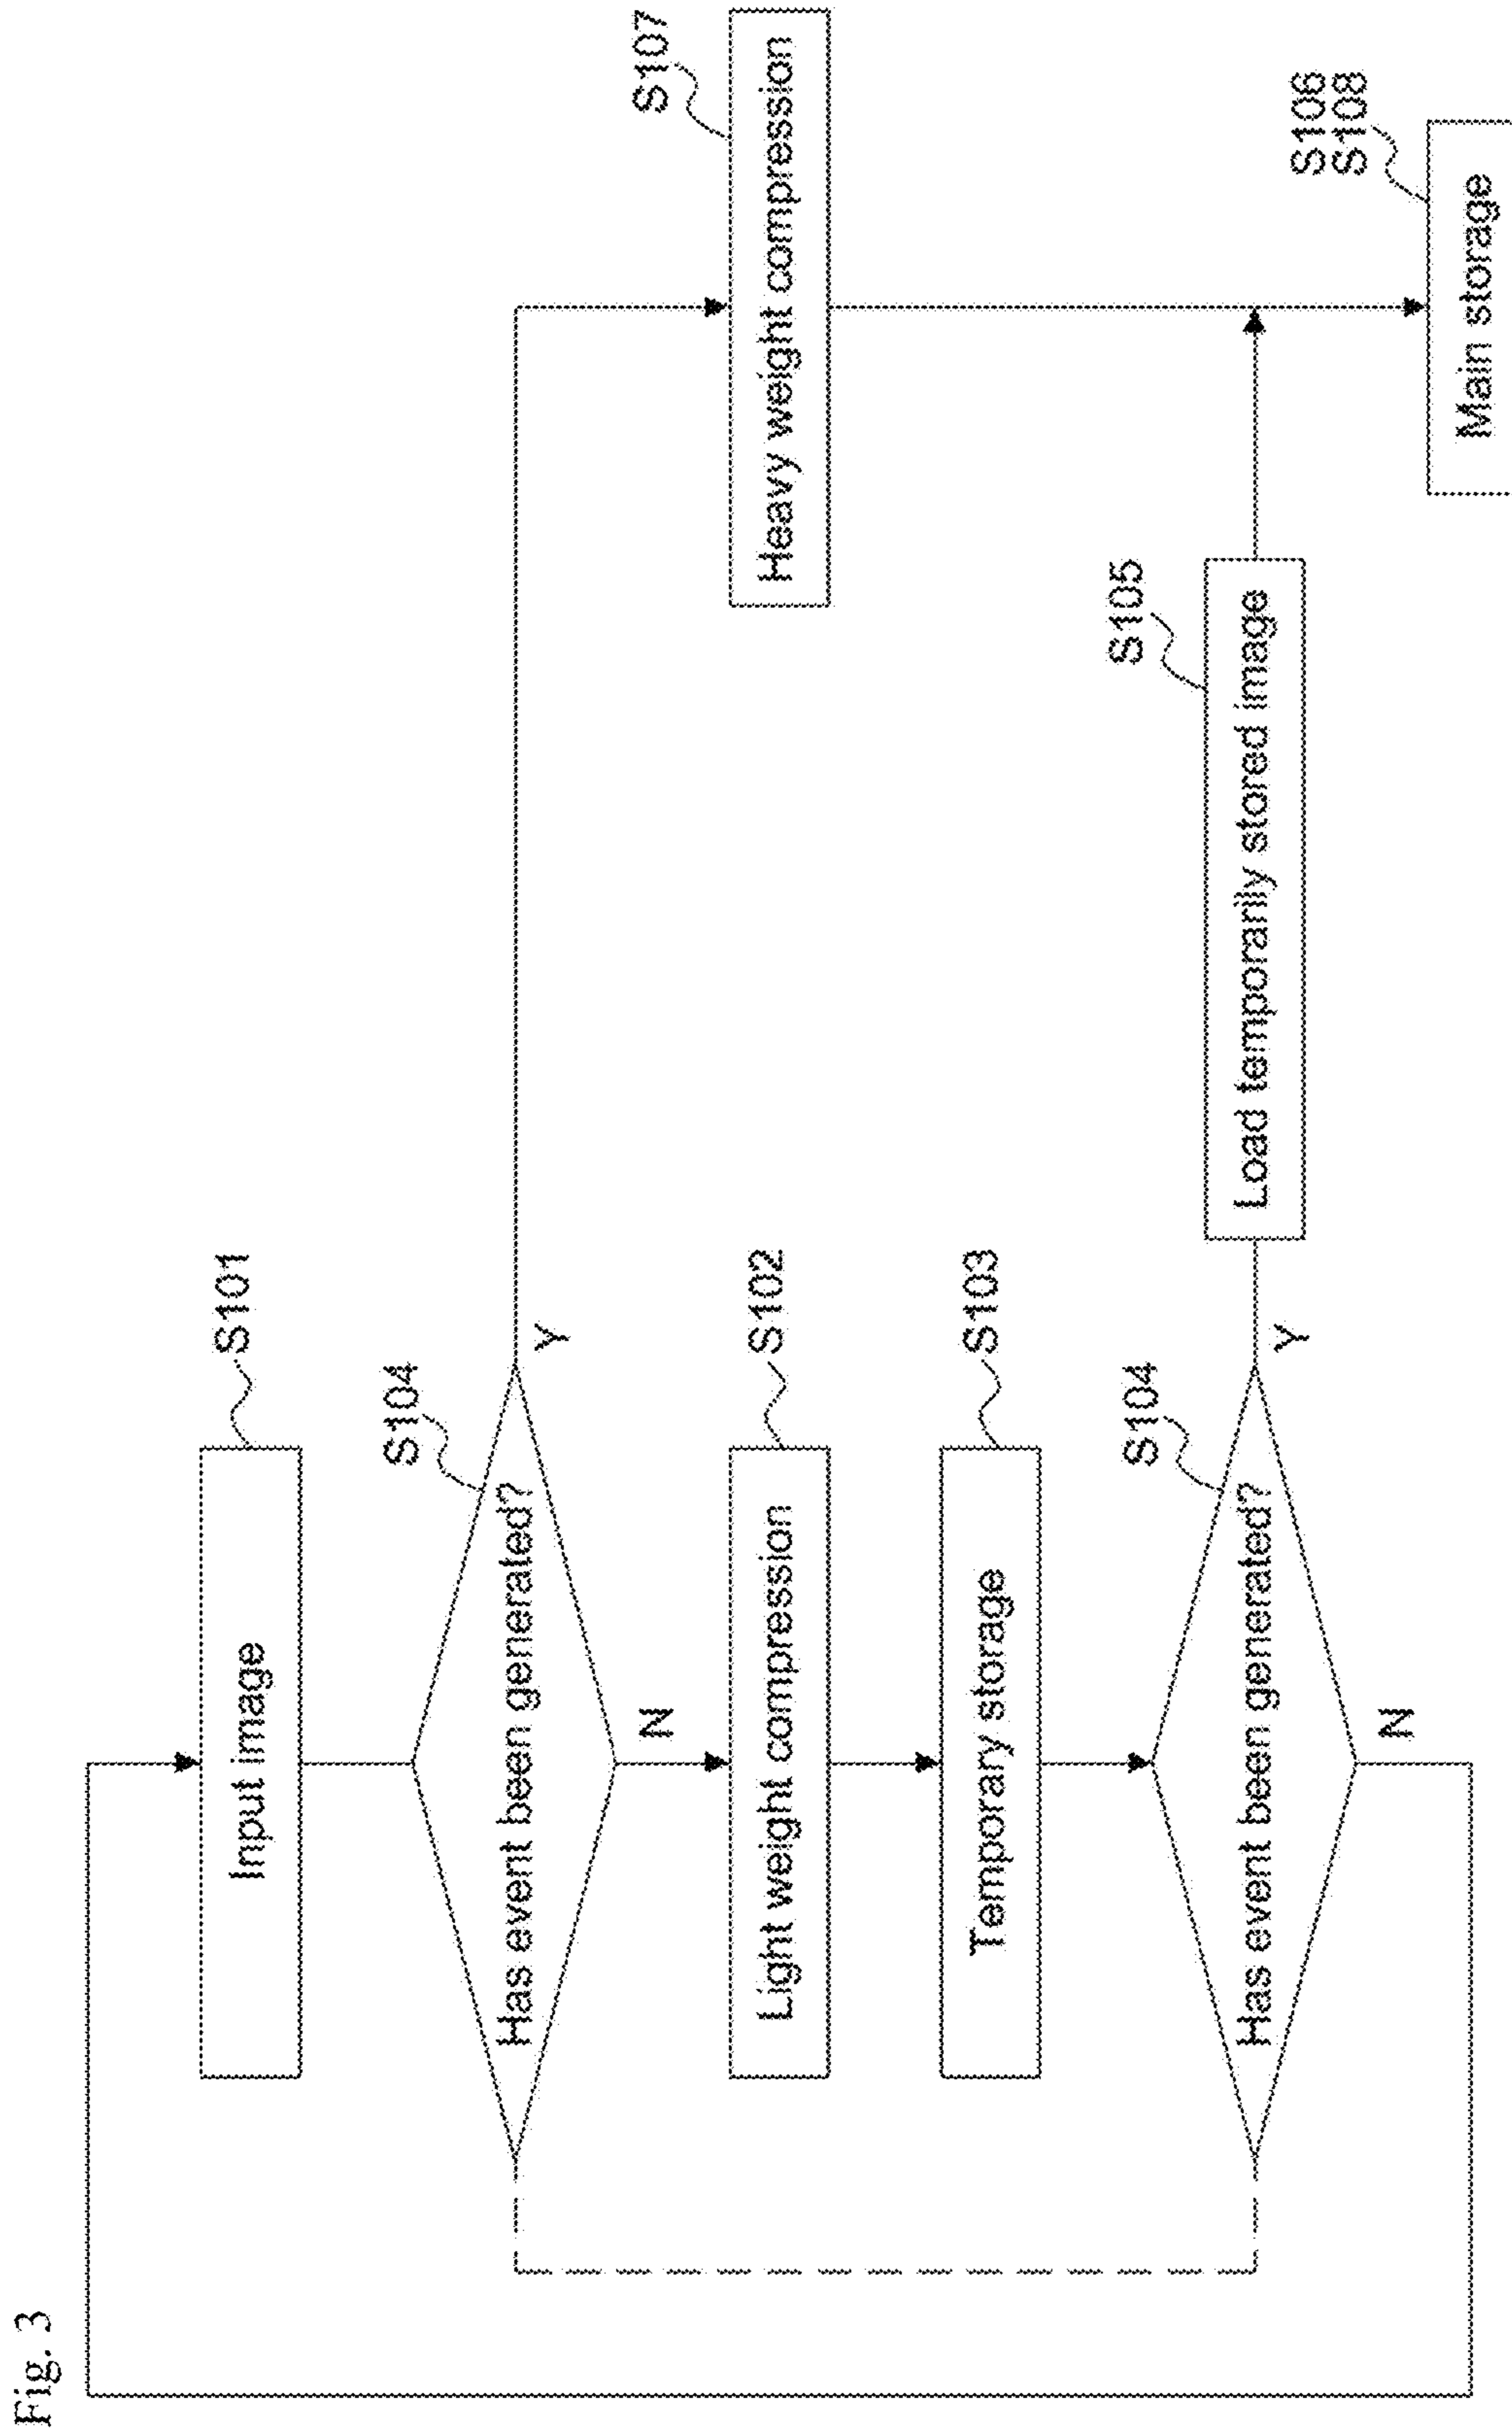 Fig. 3
Input image
S101
Has event been generated?
S104
Y
N
Light weight compression
S102
Heavy weight compression
S107
Temporary storage
S103
Has event been generated?
S104
Y
N
Load temporarily stored image
S105
S106
S108
Main storage